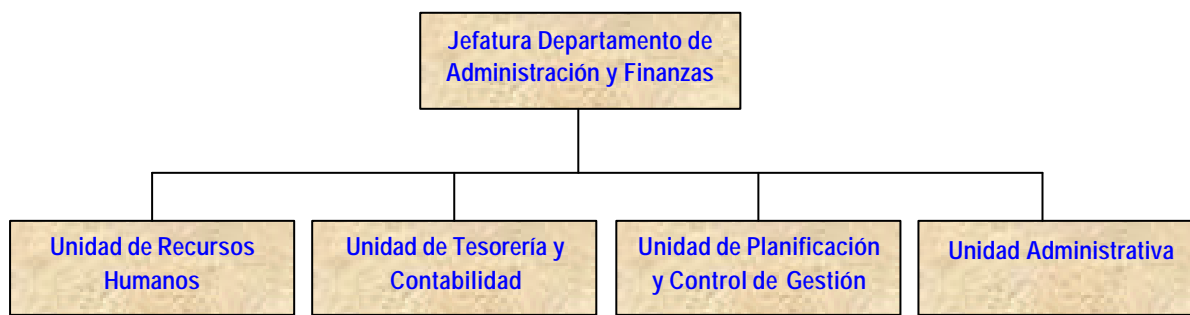 Jefatura Departamento de
Administración y Finanzas
Unidad de Recursos
Humanos
Unidad de Tesorería y
Contabilidad
Unidad de Planificación
y Control de Gestión
Unidad Administrativa